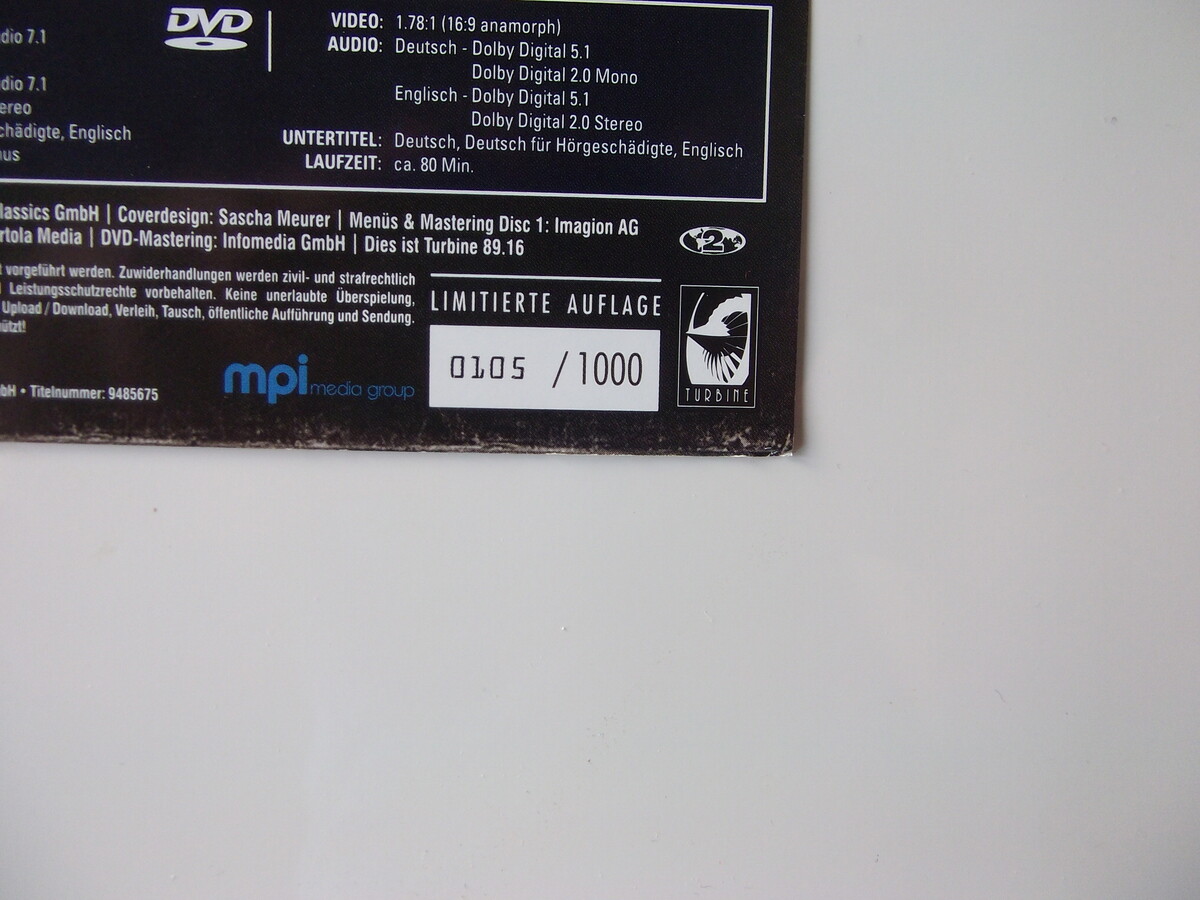 dio 7.1
dio 7.1
ereo
chädigte, Englisch
us
DVD
VIDEO: 1.78:1 (16:9 anamorph)
AUDIO: Deutsch - Dolby Digital 5.1
Dolby Digital 2.0 Mono
Englisch - Dolby Digital 5.1
Dolby Digital 2.0 Stereo
UNTERTITEL: Deutsch, Deutsch für Hörgeschädigte, Englisch
LAUFZEIT: ca. 80 Min.
lassics GmbH | Coverdesign: Sascha Meurer | Menüs & Mastering Disc 1: Imagion AG
rtola Media | DVD-Mastering: Infomedia GmbH | Dies ist Turbine 89.16
2
t vorgeführt werden. Zuwiderhandlungen werden zivil- und strafrechtlich
Leistungsschutzrechte vorbehalten. Keine unerlaubte Überspielung,
Upload / Download, Verleih, Tausch, öffentliche Aufführung und Sendung.
ützt!
LIMITIERTE AUFLAGE
0105 / 1000
TURBINE
bH • Titelnummer: 9485675
mpi media group